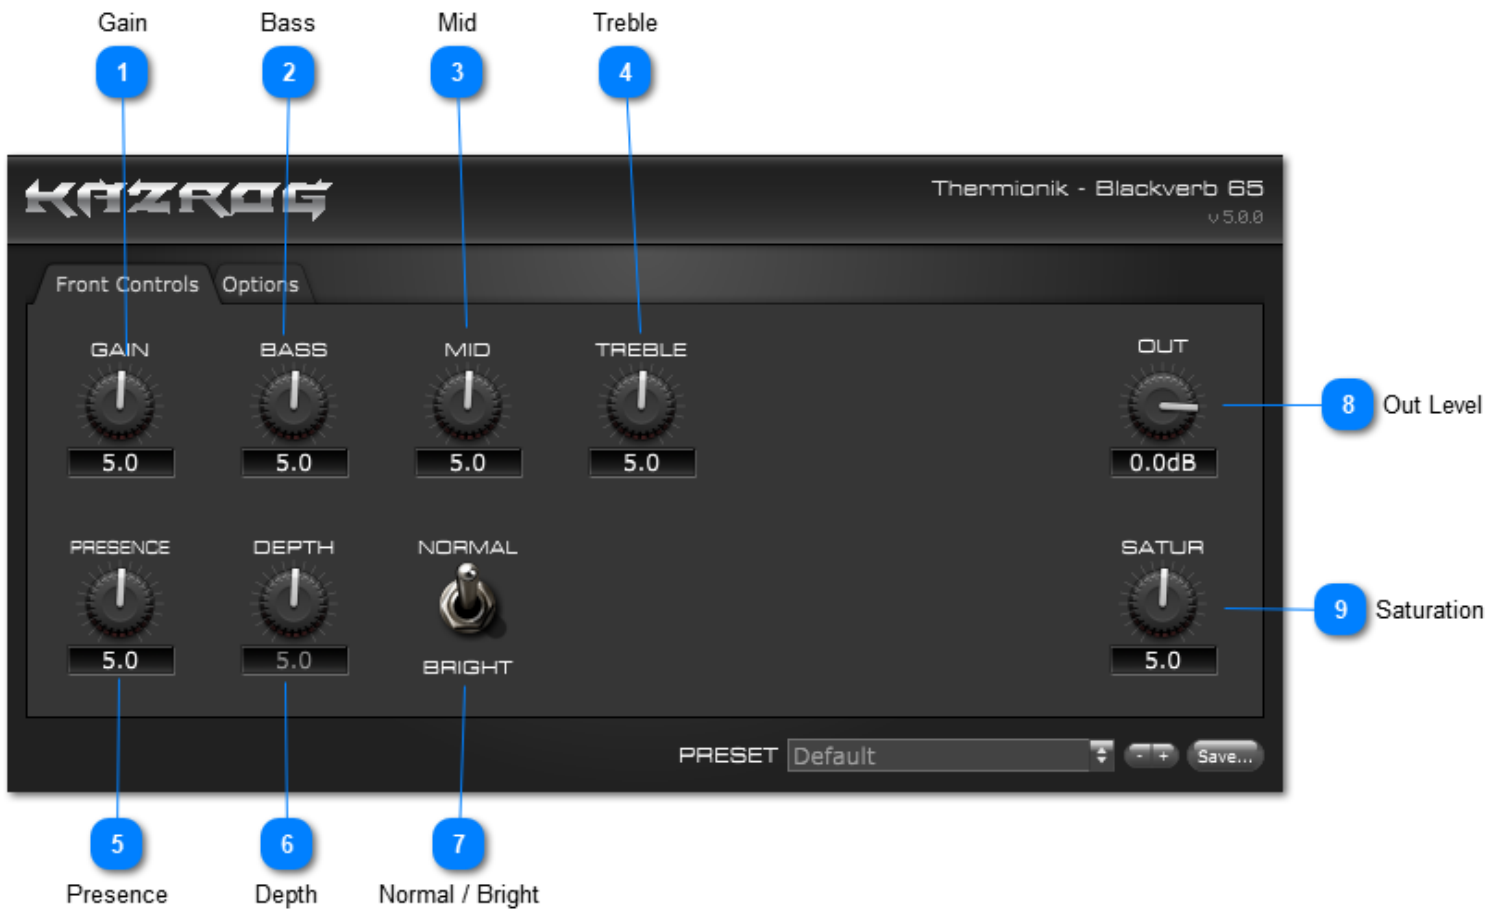 Gain Bass Mid Treble
1 2 3 4
KAZROG
Thermionik - Blackverb 65
v 5.0.0
Front Controls Options
GAIN BASS MID TREBLE OUT
8 Out Level
5.0 5.0 5.0 5.0 0.0dB
PRESENCE DEPTH NORMAL SATUR
9 Saturation
5.0 5.0 BRIGHT 5.0
PRESET Default - + Save...
5 6 7
Presence Depth Normal / Bright